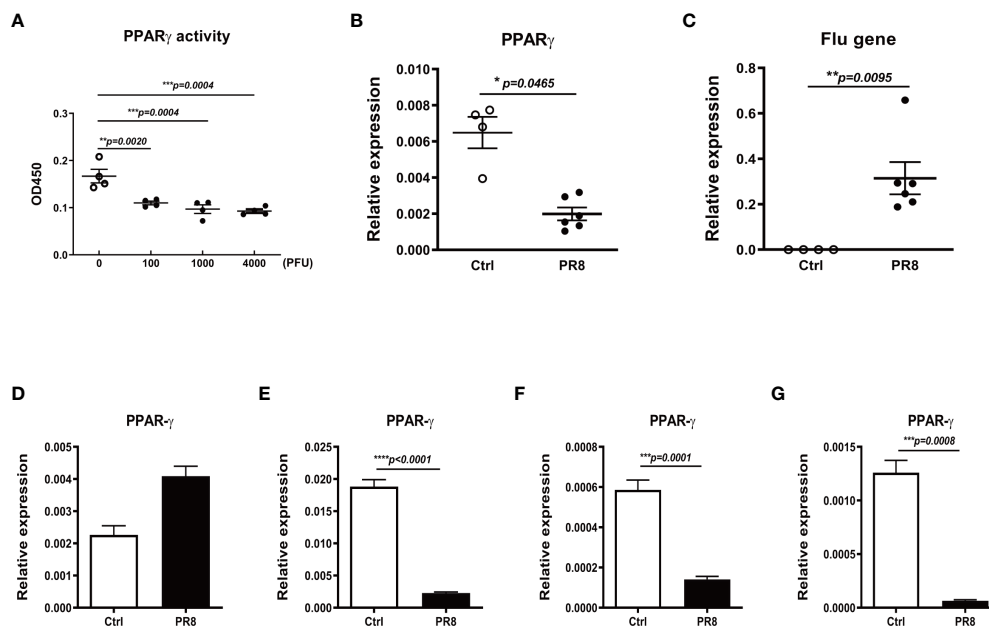 A
PPARγ activity
***p=0.0004
***p=0.0004
**p=0.0020
OD450
0.3
0.2
0.1
0.0
0 100 1000 4000 (PFU)
B
PPARγ
* p=0.0465
Relative expression
0.010
0.008
0.006
0.004
0.002
0.000
Ctrl PR8
C
Flu gene
**p=0.0095
Relative expression
0.8
0.6
0.4
0.2
0.0
Ctrl PR8
D
PPAR-γ
Relative expression
0.005
0.004
0.003
0.002
0.001
0.000
Ctrl PR8
E
PPAR-γ
****p<0.0001
Relative expression
0.025
0.020
0.015
0.010
0.005
0.000
Ctrl PR8
F
PPAR-γ
***p=0.0001
Relative expression
0.0008
0.0006
0.0004
0.0002
0.0000
Ctrl PR8
G
PPAR-γ
***p=0.0008
Relative expression
0.0015
0.0010
0.0005
0.0000
Ctrl PR8